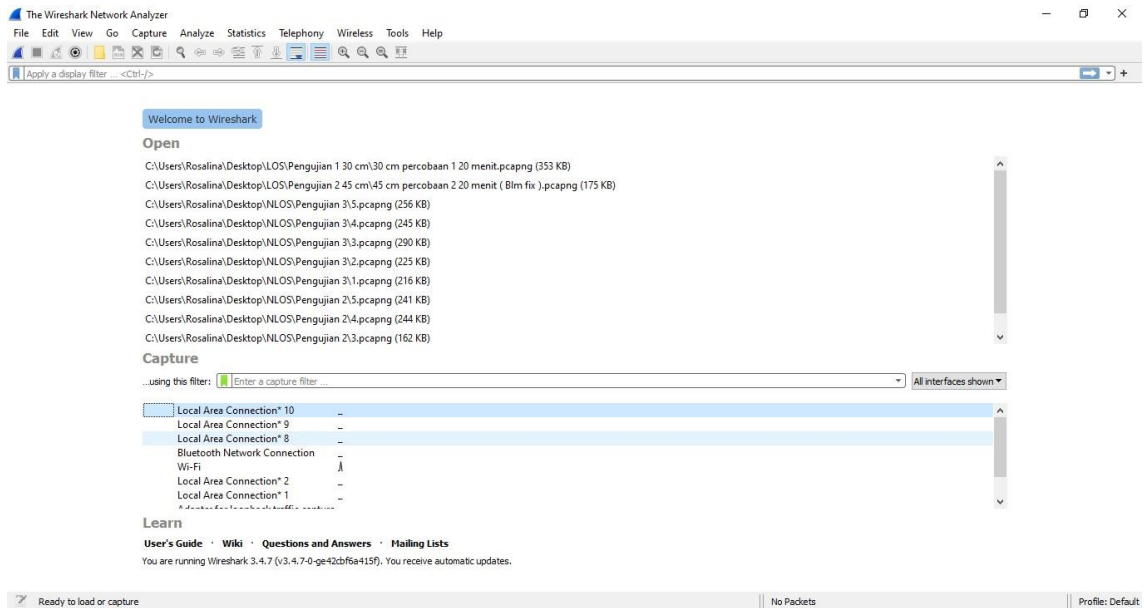 The Wireshark Network Analyzer
File Edit View Go Capture Analyze Statistics Telephony Wireless Tools Help
Apply a display filter ... <Ctrl-/>
Welcome to Wireshark
Open
C:\Users\Rosalina\Desktop\LOS\Pengujian 1 30 cm\30 cm percobaan 1 20 menit.pcapng (353 KB)
C:\Users\Rosalina\Desktop\LOS\Pengujian 2 45 cm\45 cm percobaan 2 20 menit ( Blm fix ).pcapng (175 KB)
C:\Users\Rosalina\Desktop\NLOS\Pengujian 3\5.pcapng (256 KB)
C:\Users\Rosalina\Desktop\NLOS\Pengujian 3\4.pcapng (245 KB)
C:\Users\Rosalina\Desktop\NLOS\Pengujian 3\3.pcapng (290 KB)
C:\Users\Rosalina\Desktop\NLOS\Pengujian 3\2.pcapng (225 KB)
C:\Users\Rosalina\Desktop\NLOS\Pengujian 3\1.pcapng (216 KB)
C:\Users\Rosalina\Desktop\NLOS\Pengujian 2\5.pcapng (241 KB)
C:\Users\Rosalina\Desktop\NLOS\Pengujian 2\4.pcapng (244 KB)
C:\Users\Rosalina\Desktop\NLOS\Pengujian 2\3.pcapng (162 KB)
Capture
...using this filter: Enter a capture filter ... All interfaces shown
Local Area Connection* 10
Local Area Connection* 9
Local Area Connection* 8
Bluetooth Network Connection
Wi-Fi
Local Area Connection* 2
Local Area Connection* 1
Adapter for loopback traffic capture
Learn
User's Guide · Wiki · Questions and Answers · Mailing Lists
You are running Wireshark 3.4.7 (v3.4.7-0-ge42cbf6a415f). You receive automatic updates.
Ready to load or capture No Packets Profile: Default